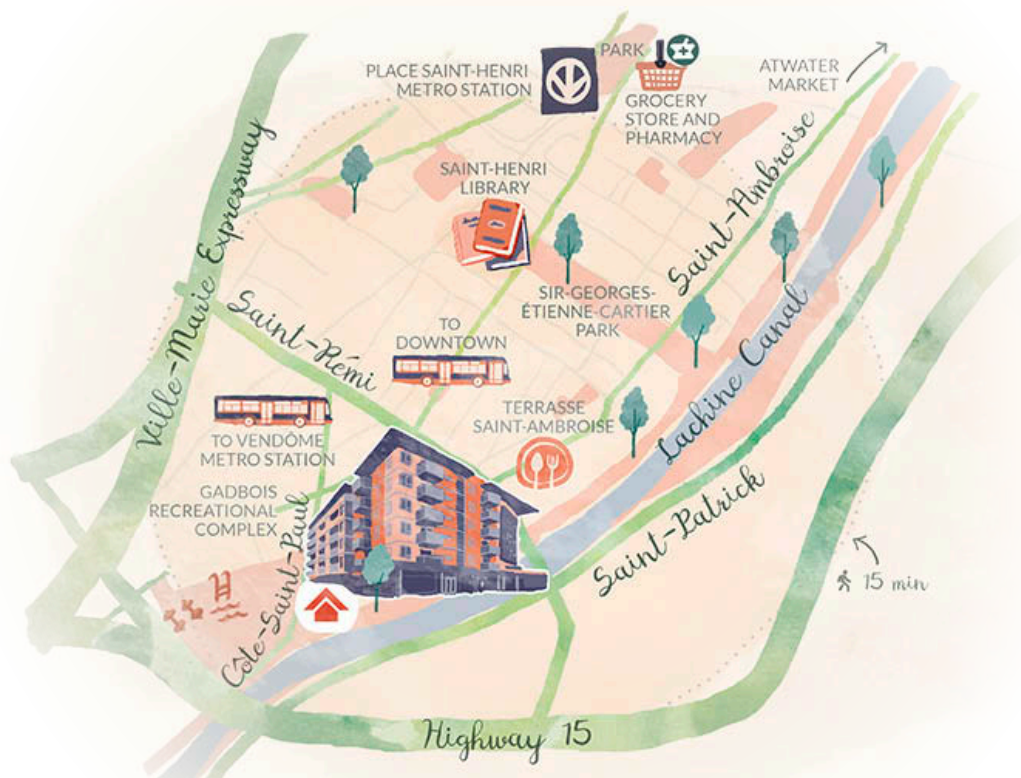 PARK
PLACE SAINT-HENRI
METRO STATION
ATWATER
MARKET
GROCERY
STORE AND
PHARMACY
SAINT-HENRI
LIBRARY
Ville-Marie Expressway
Saint-Ambroise
SIR-GEORGES-
ÉTIENNE-CARTIER
PARK
Saint-Rémi
TO
DOWNTOWN
Lachine Canal
TERRASSE
SAINT-AMBROISE
TO VENDÔME
METRO STATION
GADBOIS
RECREATIONAL
COMPLEX
Saint-Patrick
Côte-Saint-Paul
15 min
Highway 15